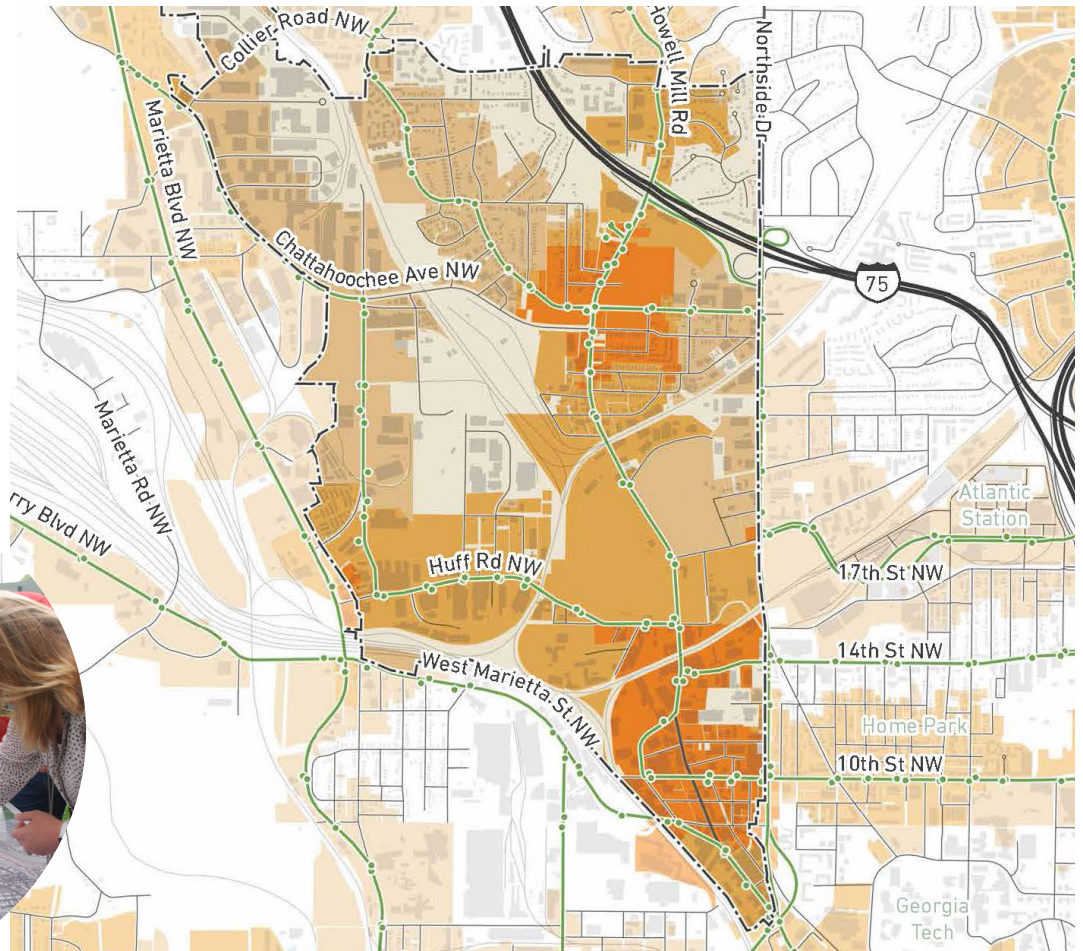 Collier Road NW
Howell Mill Rd
Northside Dr
Marietta Blvd NW
Chattahoochee Ave NW
75
Marietta Rd NW
rry Blvd NW
Huff Rd NW
Atlantic
Station
17th St NW
14th St NW
West Marietta St NW
Home Park
10th St NW
Georgia
Tech